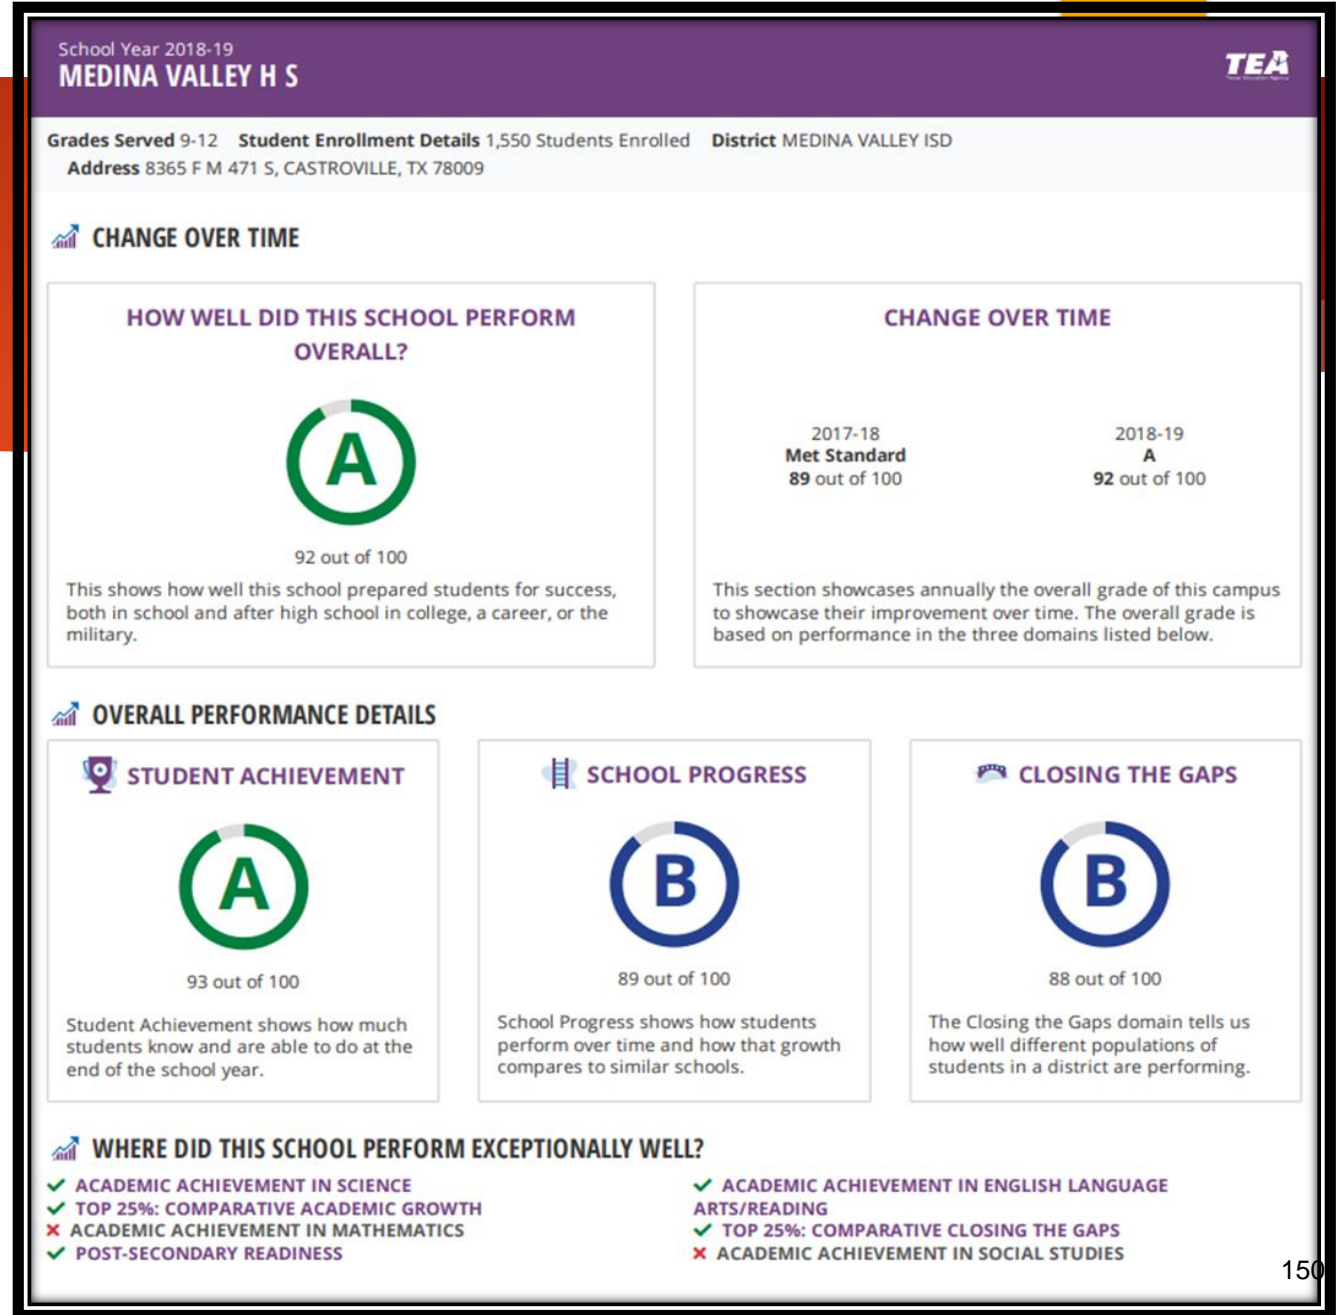 School Year 2018-19
MEDINA VALLEY H S
TEA
Grades Served 9-12 Student Enrollment Details 1,550 Students Enrolled District MEDINA VALLEY ISD
Address 8365 F M 471 S, CASTROVILLE, TX 78009
CHANGE OVER TIME
HOW WELL DID THIS SCHOOL PERFORM
OVERALL?
A
92 out of 100
This shows how well this school prepared students for success,
both in school and after high school in college, a career, or the
military.
CHANGE OVER TIME
2017-18
Met Standard
89 out of 100
2018-19
A
92 out of 100
This section showcases annually the overall grade of this campus
to showcase their improvement over time. The overall grade is
based on performance in the three domains listed below.
OVERALL PERFORMANCE DETAILS
STUDENT ACHIEVEMENT
A
93 out of 100
Student Achievement shows how much
students know and are able to do at the
end of the school year.
SCHOOL PROGRESS
B
89 out of 100
School Progress shows how students
perform over time and how that growth
compares to similar schools.
CLOSING THE GAPS
B
88 out of 100
The Closing the Gaps domain tells us
how well different populations of
students in a district are performing.
WHERE DID THIS SCHOOL PERFORM EXCEPTIONALLY WELL?
✓ ACADEMIC ACHIEVEMENT IN SCIENCE
✓ TOP 25%: COMPARATIVE ACADEMIC GROWTH
✗ ACADEMIC ACHIEVEMENT IN MATHEMATICS
✓ POST-SECONDARY READINESS
✓ ACADEMIC ACHIEVEMENT IN ENGLISH LANGUAGE
ARTS/READING
✓ TOP 25%: COMPARATIVE CLOSING THE GAPS
✗ ACADEMIC ACHIEVEMENT IN SOCIAL STUDIES
150